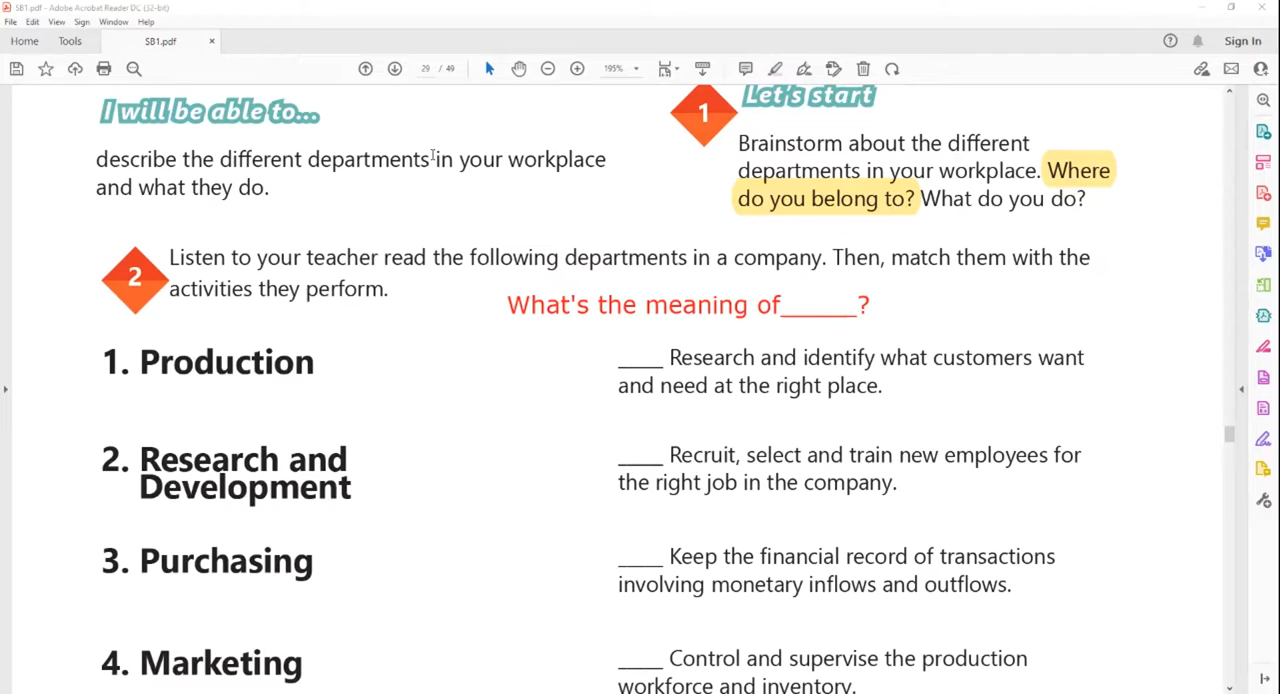 SB1.pdf - Adobe Acrobat Reader DC (32-bit)
File Edit View Sign Window Help
Home Tools SB1.pdf × Sign In
29 / 49 195%
I will be able to...
describe the different departments in your workplace
and what they do.
1 Let's start
Brainstorm about the different
departments in your workplace. Where
do you belong to? What do you do?
2 Listen to your teacher read the following departments in a company. Then, match them with the
activities they perform.
What's the meaning of______?
1. Production
____ Research and identify what customers want
and need at the right place.
2. Research and
Development
____ Recruit, select and train new employees for
the right job in the company.
3. Purchasing
____ Keep the financial record of transactions
involving monetary inflows and outflows.
4. Marketing
____ Control and supervise the production
workforce and inventory.